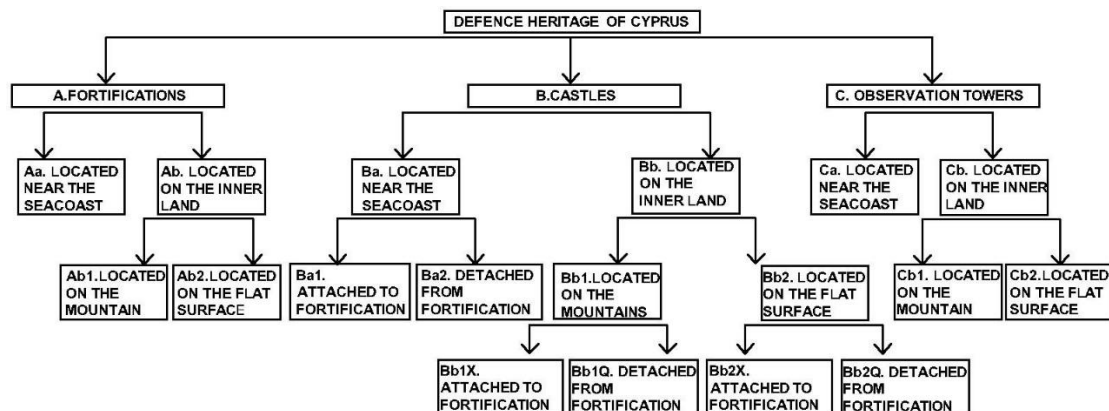 DEFENCE HERITAGE OF CYPRUS
A.FORTIFICATIONS
B.CASTLES
C. OBSERVATION TOWERS
Aa. LOCATED
NEAR THE
SEACOAST
Ab. LOCATED
ON THE INNER
LAND
Ba. LOCATED
NEAR THE
SEACOAST
Bb. LOCATED
ON THE
INNER LAND
Ca. LOCATED
NEAR THE
SEACOAST
Cb. LOCATED
ON THE INNER
LAND
Ab1.LOCATED
ON THE
MOUNTAIN
Ab2.LOCATED
ON THE FLAT
SURFACE
Ba1.
ATTACHED TO
FORTIFICATION
Ba2. DETACHED
FROM
FORTIFICATION
Bb1.LOCATED
ON THE
MOUNTAINS
Bb2. LOCATED
ON THE FLAT
SURFACE
Cb1. LOCATED
ON THE
MOUNTAIN
Cb2.LOCATED
ON THE FLAT
SURFACE
Bb1X.
ATTACHED TO
FORTIFICATION
Bb1Q. DETACHED
FROM
FORTIFICATION
Bb2X.
ATTACHED TO
FORTIFICATION
Bb2Q. DETACHED
FROM
FORTIFICATION